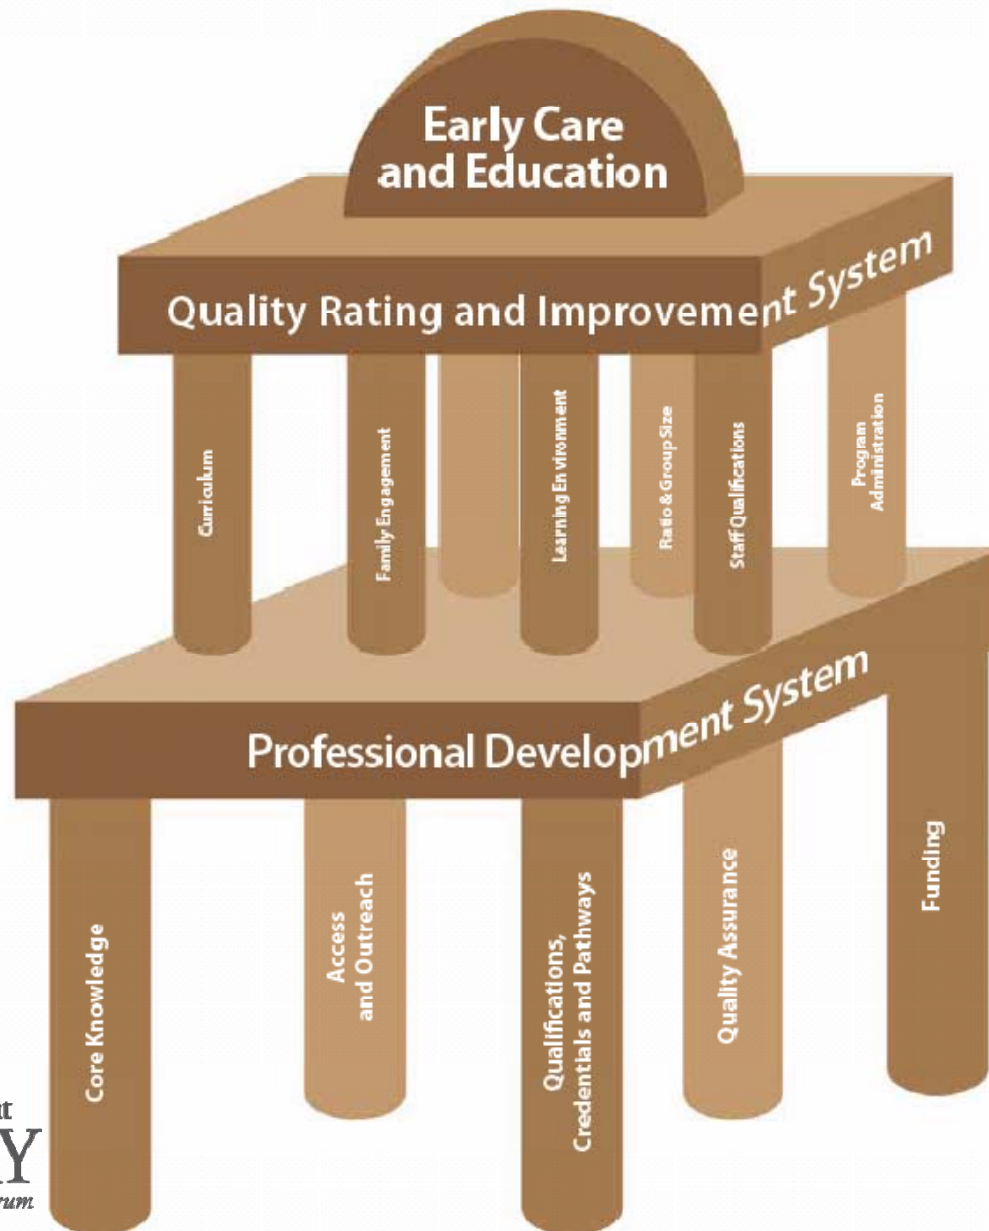 Early Care
and Education
Quality Rating and Improvement System
Curriculum
Family Engagement
Learning Environment
Ratio & Group Size
Staff Qualifications
Program
Administration
Professional Development System
Core Knowledge
Access
and Outreach
Qualifications,
Credentials and Pathways
Quality Assurance
Funding